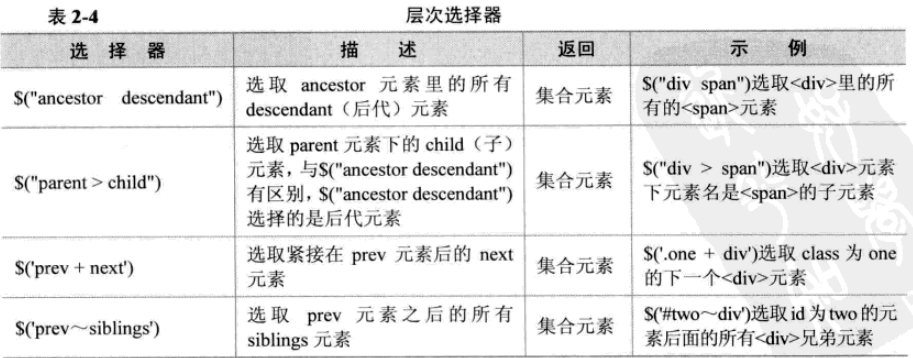 表 2-4 层次选择器
选 择 器 描 述 返回 示 例
$("ancestor descendant")
选取 ancestor 元素里的所有
descendant（后代）元素
集合元素
$("div span")选取<div>里的所
有的<span>元素
$("parent > child")
选取 parent 元素下的 child（子）
元素，与$("ancestor descendant")
有区别，$("ancestor descendant")
选择的是后代元素
集合元素
$("div > span")选取<div>元素
下元素名是<span>的子元素
$('prev + next')
选取紧接在 prev 元素后的 next
元素
集合元素
$('.one + div')选取 class 为 one
的下一个<div>元素
$('prev～siblings')
选取 prev 元素之后的所有
siblings 元素
集合元素
$('#two～div')选取 id 为 two 的元
素后面的所有<div>兄弟元素